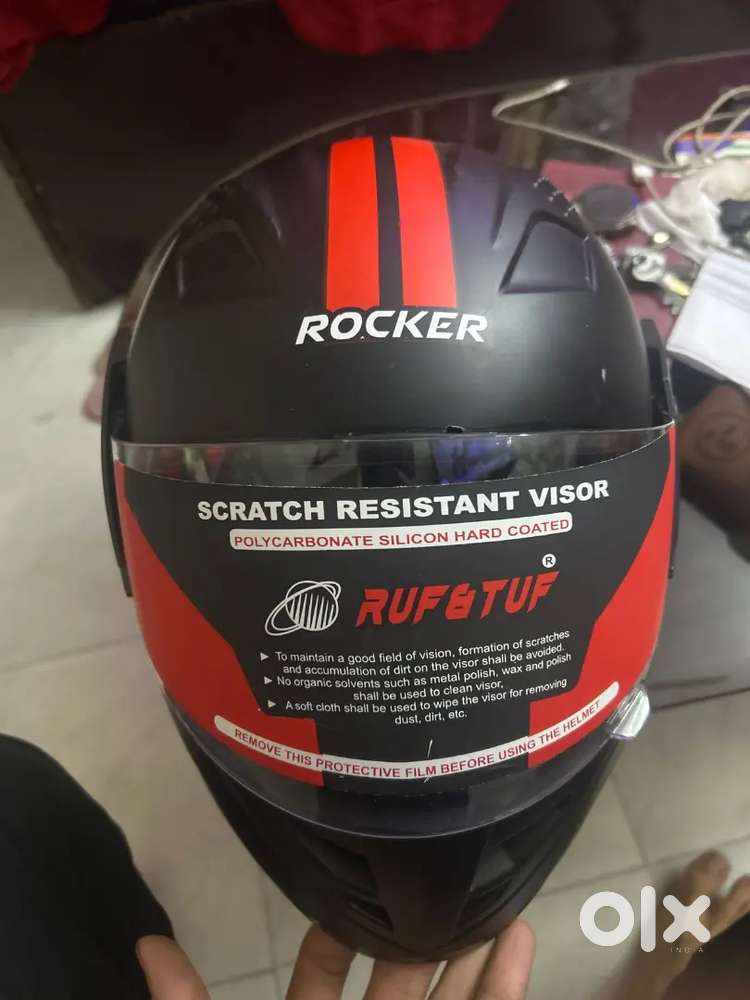 ROCKER
SCRATCH RESISTANT VISOR
POLYCARBONATE SILICON HARD COATED
RUF&TUF®
► To maintain a good field of vision, formation of scratches
and accumulation of dirt on the visor shall be avoided.
► No organic solvents such as metal polish, wax and polish
shall be used to clean visor,
► A soft cloth shall be used to wipe the visor for removing
dust, dirt, etc.
REMOVE THIS PROTECTIVE FILM BEFORE USING THE HELMET
olx
INDIA